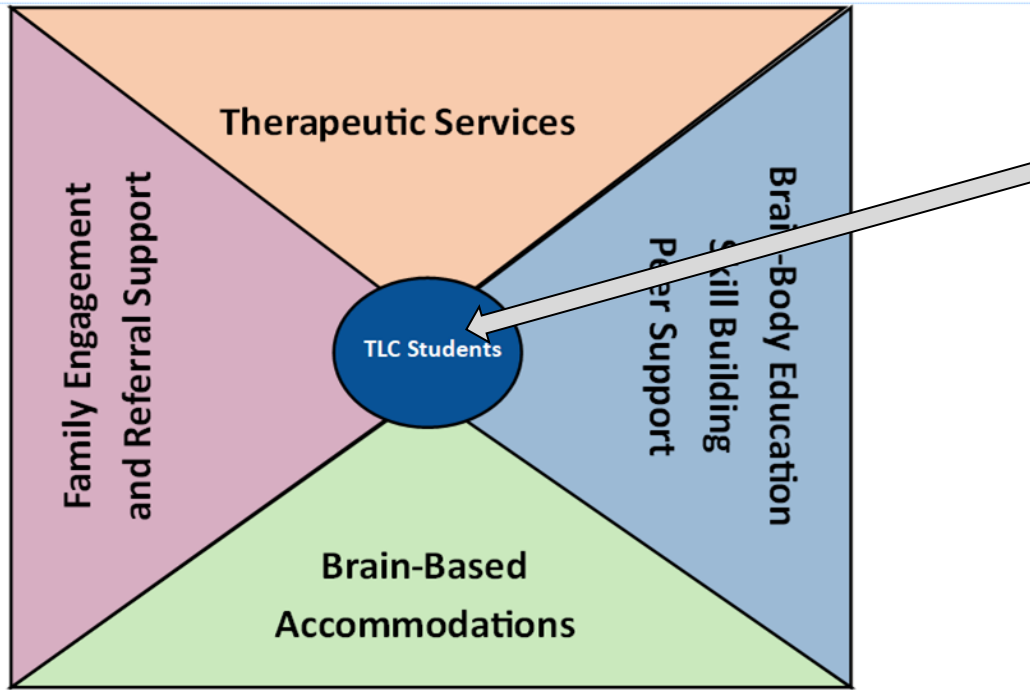 Therapeutic Services
Family Engagement
and Referral Support
TLC Students
Brain-Body Education
Skill Building
Peer Support
Brain-Based
Accommodations